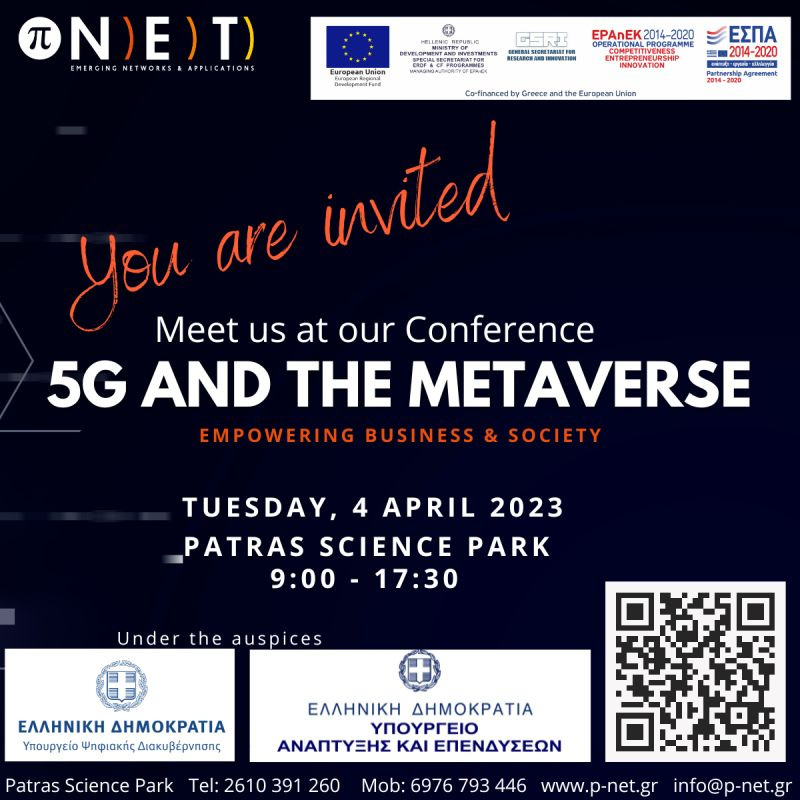 π N)E)T)
EMERGING NETWORKS & APPLICATIONS
European Union
European Regional
Development Fund
HELLENIC REPUBLIC
MINISTRY OF
DEVELOPMENT AND INVESTMENTS
SPECIAL SECRETARIAT FOR
ERDF & CF PROGRAMMES
MANAGING AUTHORITY OF EPAnEK
GSRI
GENERAL SECRETARIAT FOR
RESEARCH AND INNOVATION
EPAnEK 2014–2020
OPERATIONAL PROGRAMME
COMPETITIVENESS
ENTREPRENEURSHIP
INNOVATION
ΕΣΠΑ
2014-2020
ανάπτυξη - εργασία - αλληλεγγύη
Partnership Agreement
2014 - 2020
Co-financed by Greece and the European Union
You are invited
Meet us at our Conference
5G AND THE METAVERSE
EMPOWERING BUSINESS & SOCIETY
TUESDAY, 4 APRIL 2023
PATRAS SCIENCE PARK
9:00 - 17:30
Under the auspices
ΕΛΛΗΝΙΚΗ ΔΗΜΟΚΡΑΤΙΑ
Υπουργείο Ψηφιακής Διακυβέρνησης
ΕΛΛΗΝΙΚΗ ΔΗΜΟΚΡΑΤΙΑ
ΥΠΟΥΡΓΕΙΟ
ΑΝΑΠΤΥΞΗΣ ΚΑΙ ΕΠΕΝΔΥΣΕΩΝ
Patras Science Park Tel: 2610 391 260 Mob: 6976 793 446 www.p-net.gr info@p-net.gr